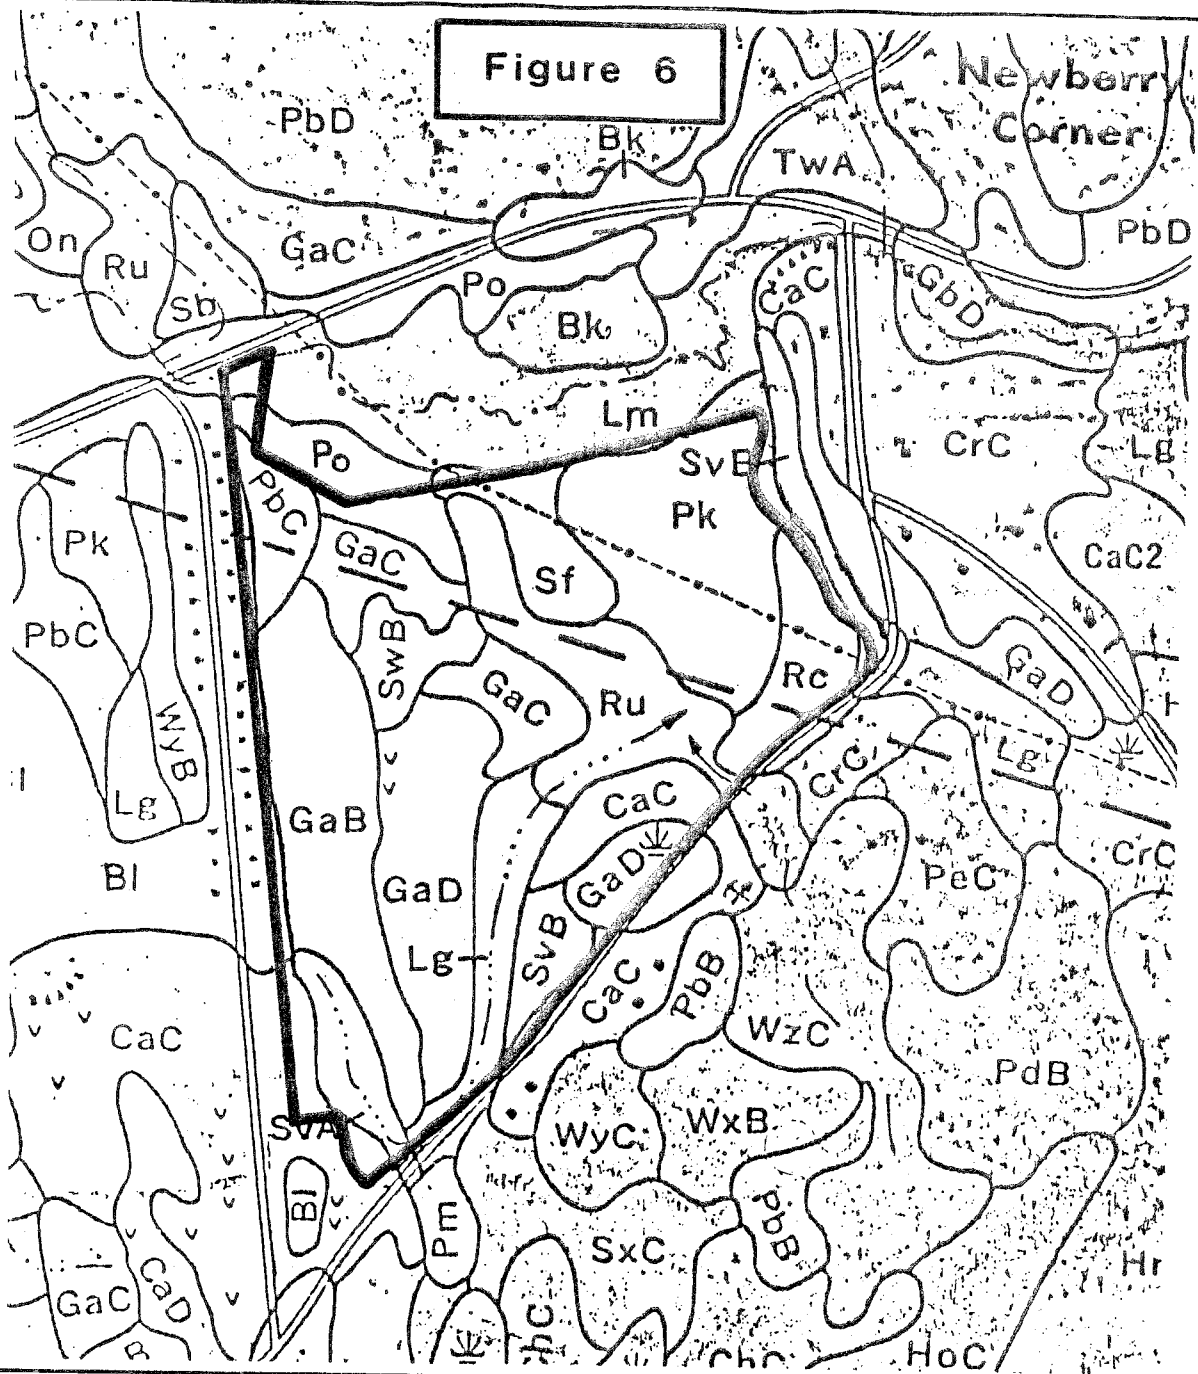 Figure 6
Newberry
Corner
PbD
Bk
TwA
PbD
On
Ru
GaC
Sb
Po
Bk
CaC
GbD
Lm
CrC
Lg
Po
SvB
PbC
Pk
Pk
GaC
Sf
CaC2
PbC
SwB
GaC
Ru
Rc
GaD
WyB
Lg
CrC
Lg
GaB
CaC
Bl
GaD
GaD
PeC
CrC
Lg
SvB
CaC
PbB
CaC
WzC
PdB
SvA
WyC
WxB
Bl
Pm
PbB
SxC
GaC
CaD
Hr
HoC